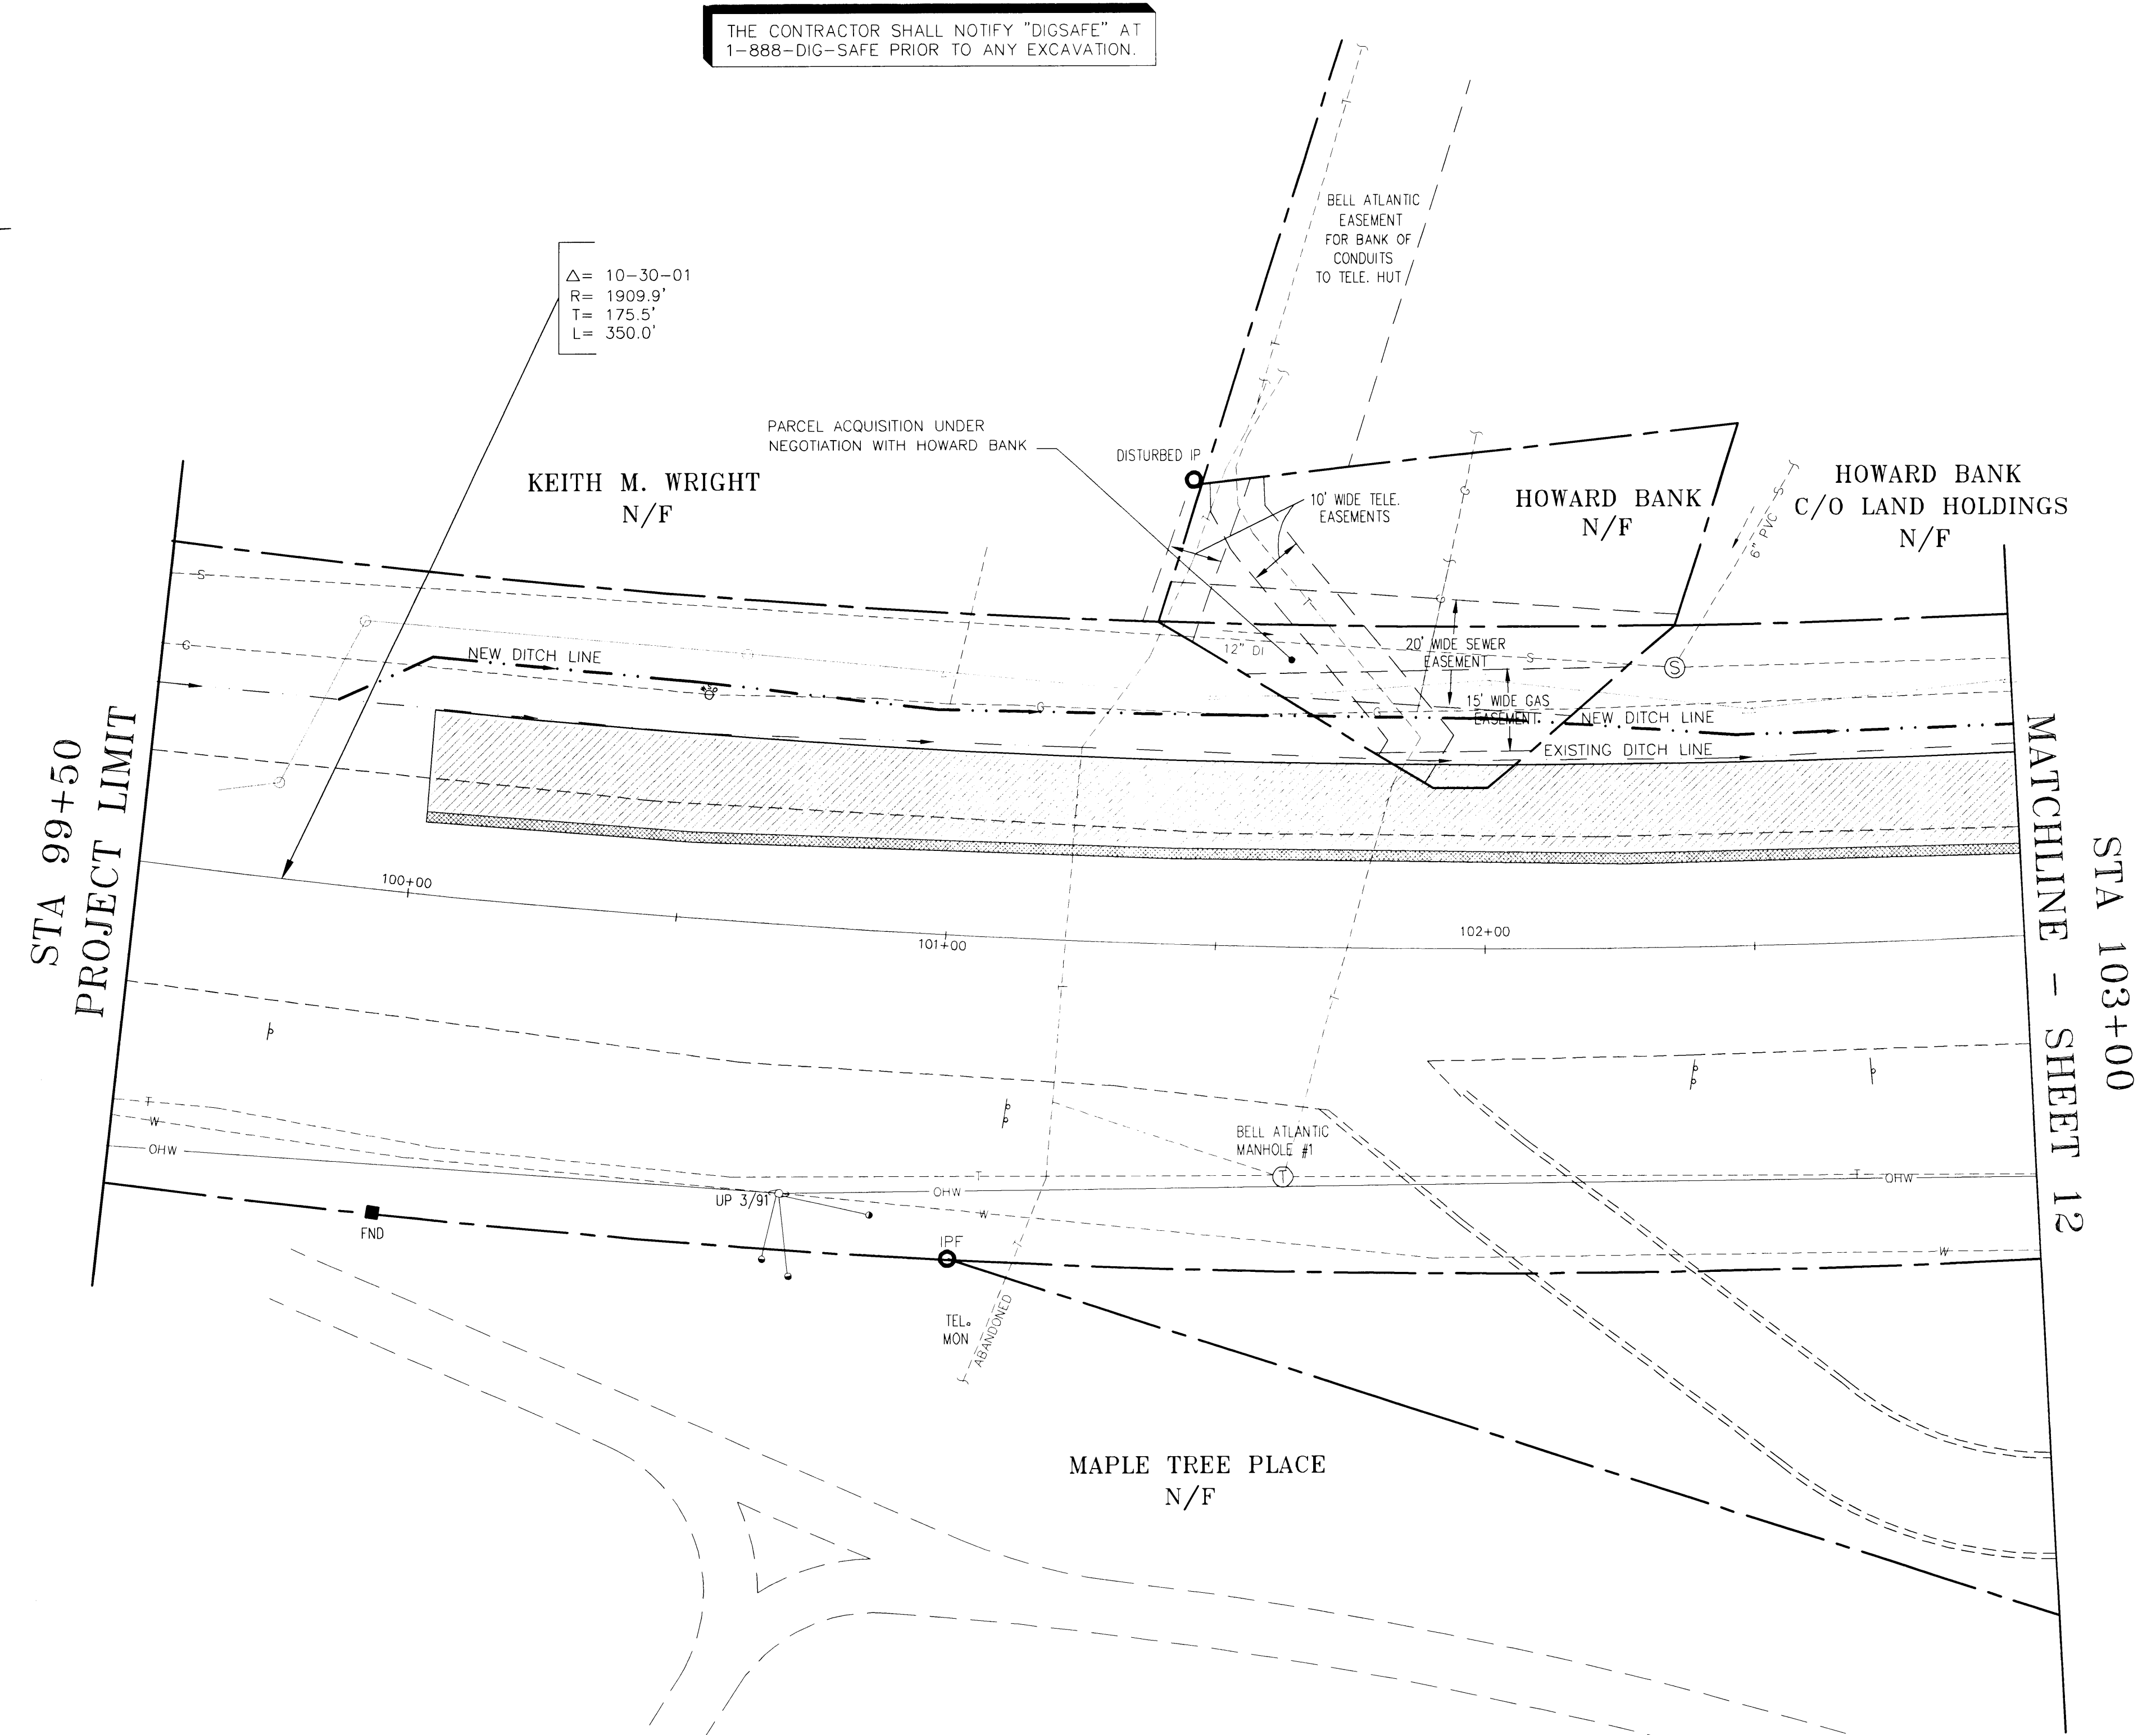 THE CONTRACTOR SHALL NOTIFY "DIGSAFE" AT
1-888-DIG-SAFE PRIOR TO ANY EXCAVATION.
BELL ATLANTIC
EASEMENT
FOR BANK OF
CONDUITS
TO TELE. HUT
Δ= 10-30-01
R= 1909.9'
T= 175.5'
L= 350.0'
PARCEL ACQUISITION UNDER
NEGOTIATION WITH HOWARD BANK
DISTURBED IP
KEITH M. WRIGHT
N/F
10' WIDE TELE.
EASEMENTS
HOWARD BANK
N/F
HOWARD BANK
C/O LAND HOLDINGS
N/F
6" PVC
S
S
G
NEW DITCH LINE
12" DI
20' WIDE SEWER
EASEMENT
S
S
15' WIDE GAS
EASEMENT
G
G
NEW DITCH LINE
EXISTING DITCH LINE
STA 99+50
PROJECT LIMIT
MATCHLINE - SHEET 12
STA 103+00
100+00
101+00
102+00
T
W
OHW
BELL ATLANTIC
MANHOLE #1
T
T
T
OHW
UP 3/91
OHW
W
W
FND
IPF
TEL.
MON
ABANDONED
MAPLE TREE PLACE
N/F